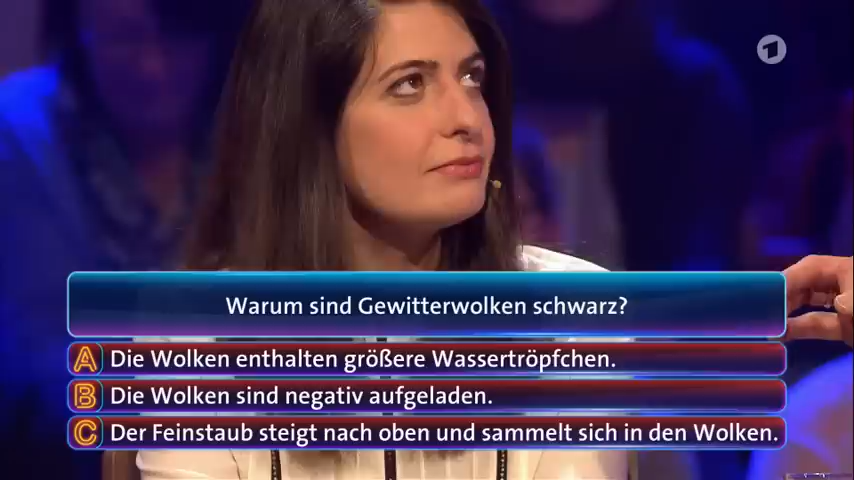 1
Warum sind Gewitterwolken schwarz?
A Die Wolken enthalten größere Wassertröpfchen.
B Die Wolken sind negativ aufgeladen.
C Der Feinstaub steigt nach oben und sammelt sich in den Wolken.